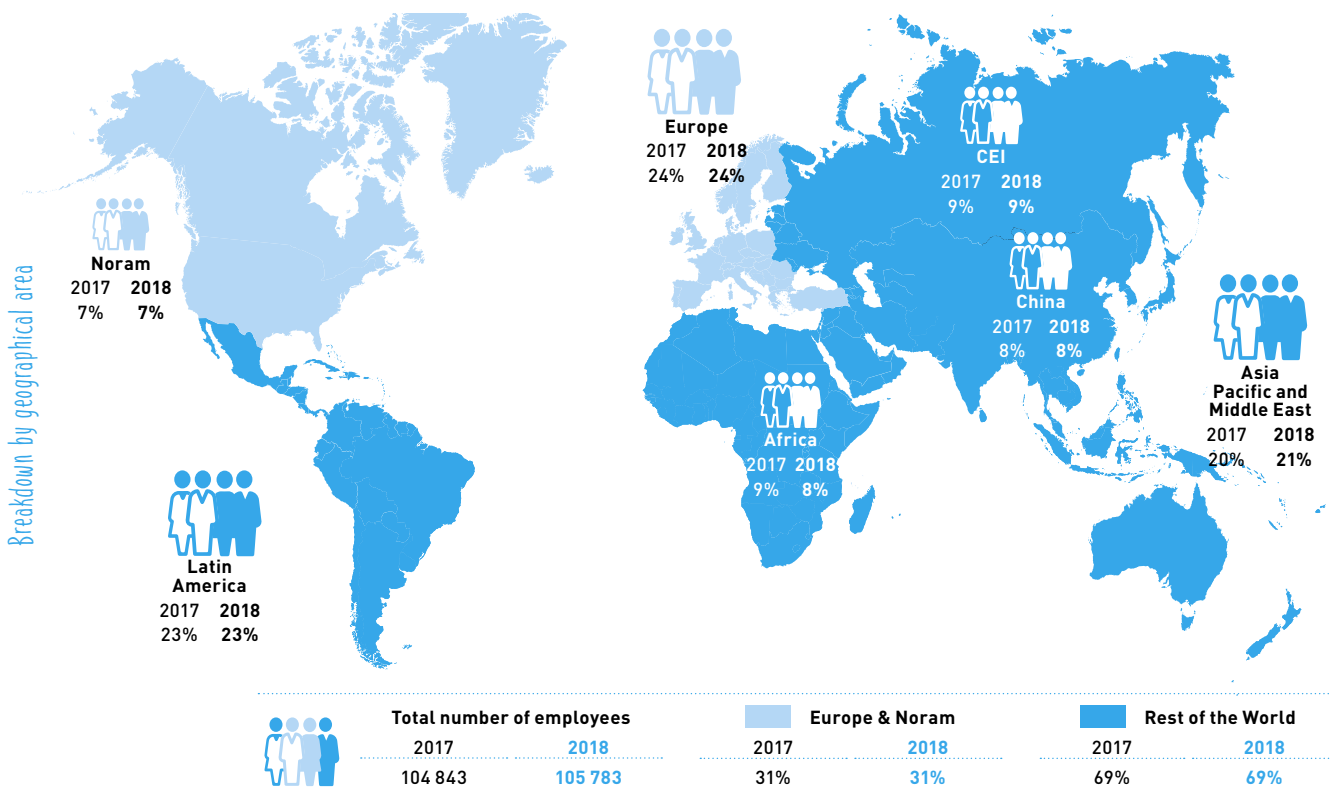 Breakdown by geographical area
Europe
2017 2018
24% 24%
CEI
2017 2018
9% 9%
Noram
2017 2018
7% 7%
China
2017 2018
8% 8%
Asia
Pacific and
Middle East
2017 2018
20% 21%
Africa
2017 2018
9% 8%
Latin
America
2017 2018
23% 23%
Total number of employees
2017 2018
104 843 105 783
Europe & Noram
2017 2018
31% 31%
Rest of the World
2017 2018
69% 69%